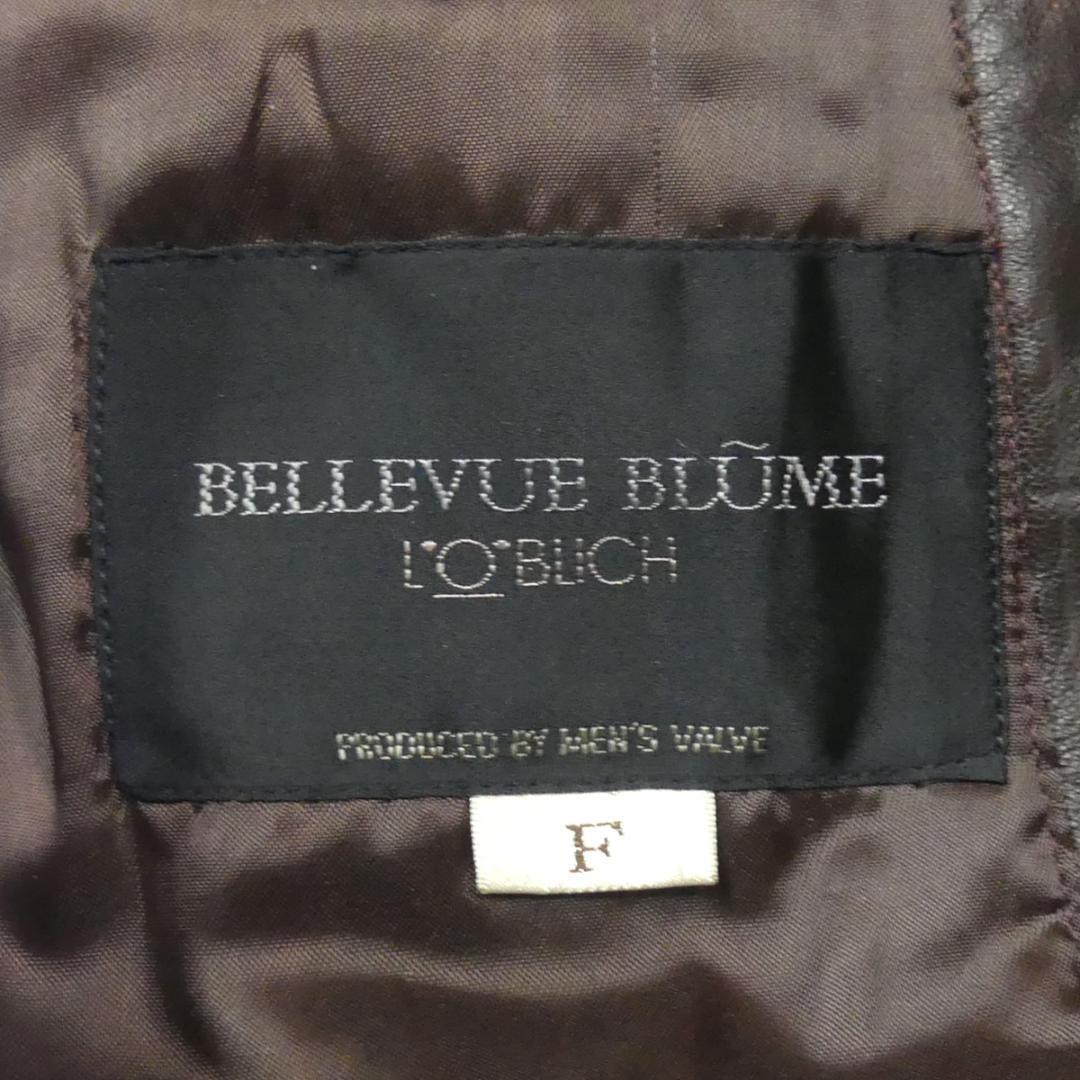 BELLEVUE BLŨME
L'O'BLICH
PRODUCED BY MEN'S VALVE
F